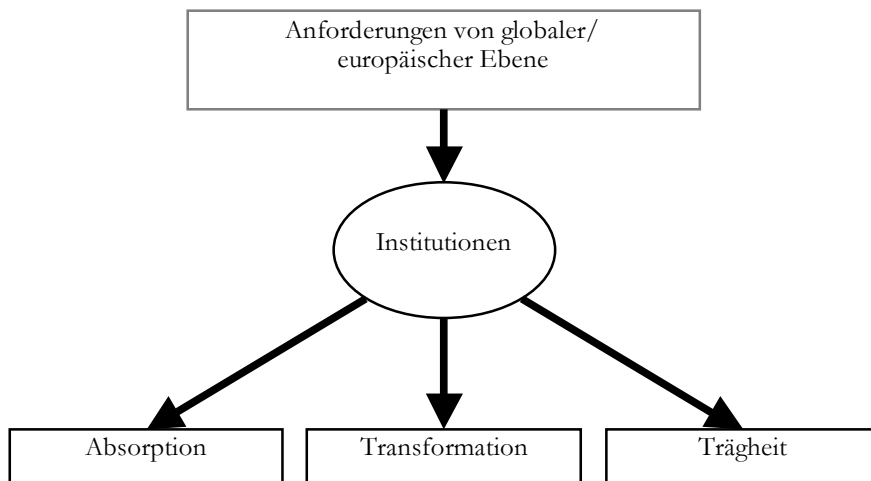 Anforderungen von globaler/
europäischer Ebene
Institutionen
Absorption
Transformation
Trägheit